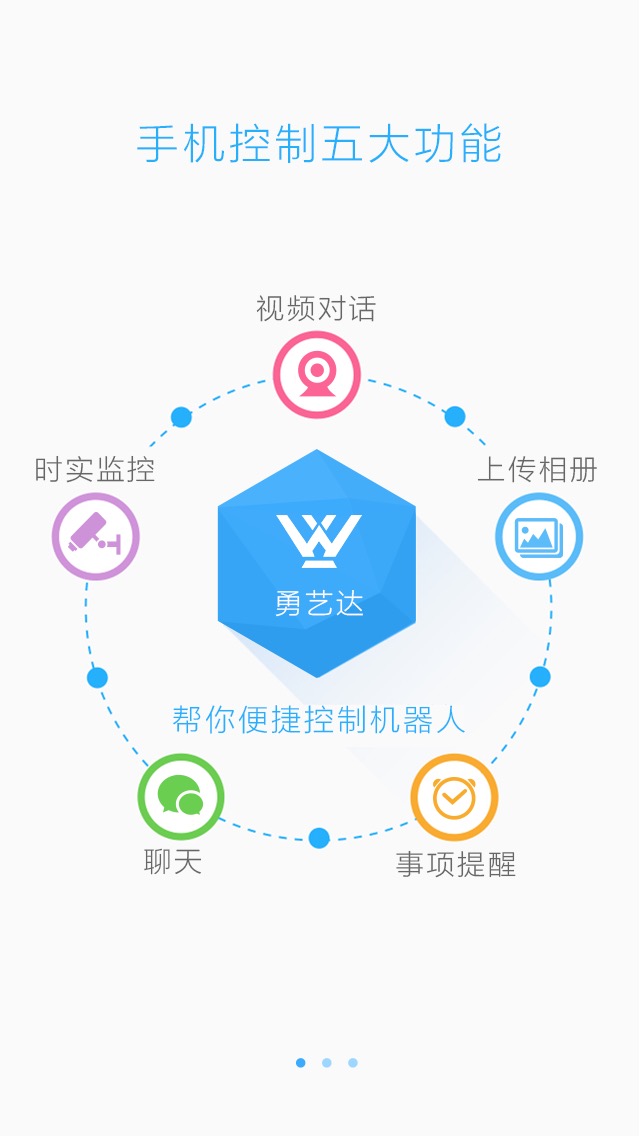 手机控制五大功能
视频对话
时实监控
上传相册
勇艺达
帮你便捷控制机器人
聊天
事项提醒